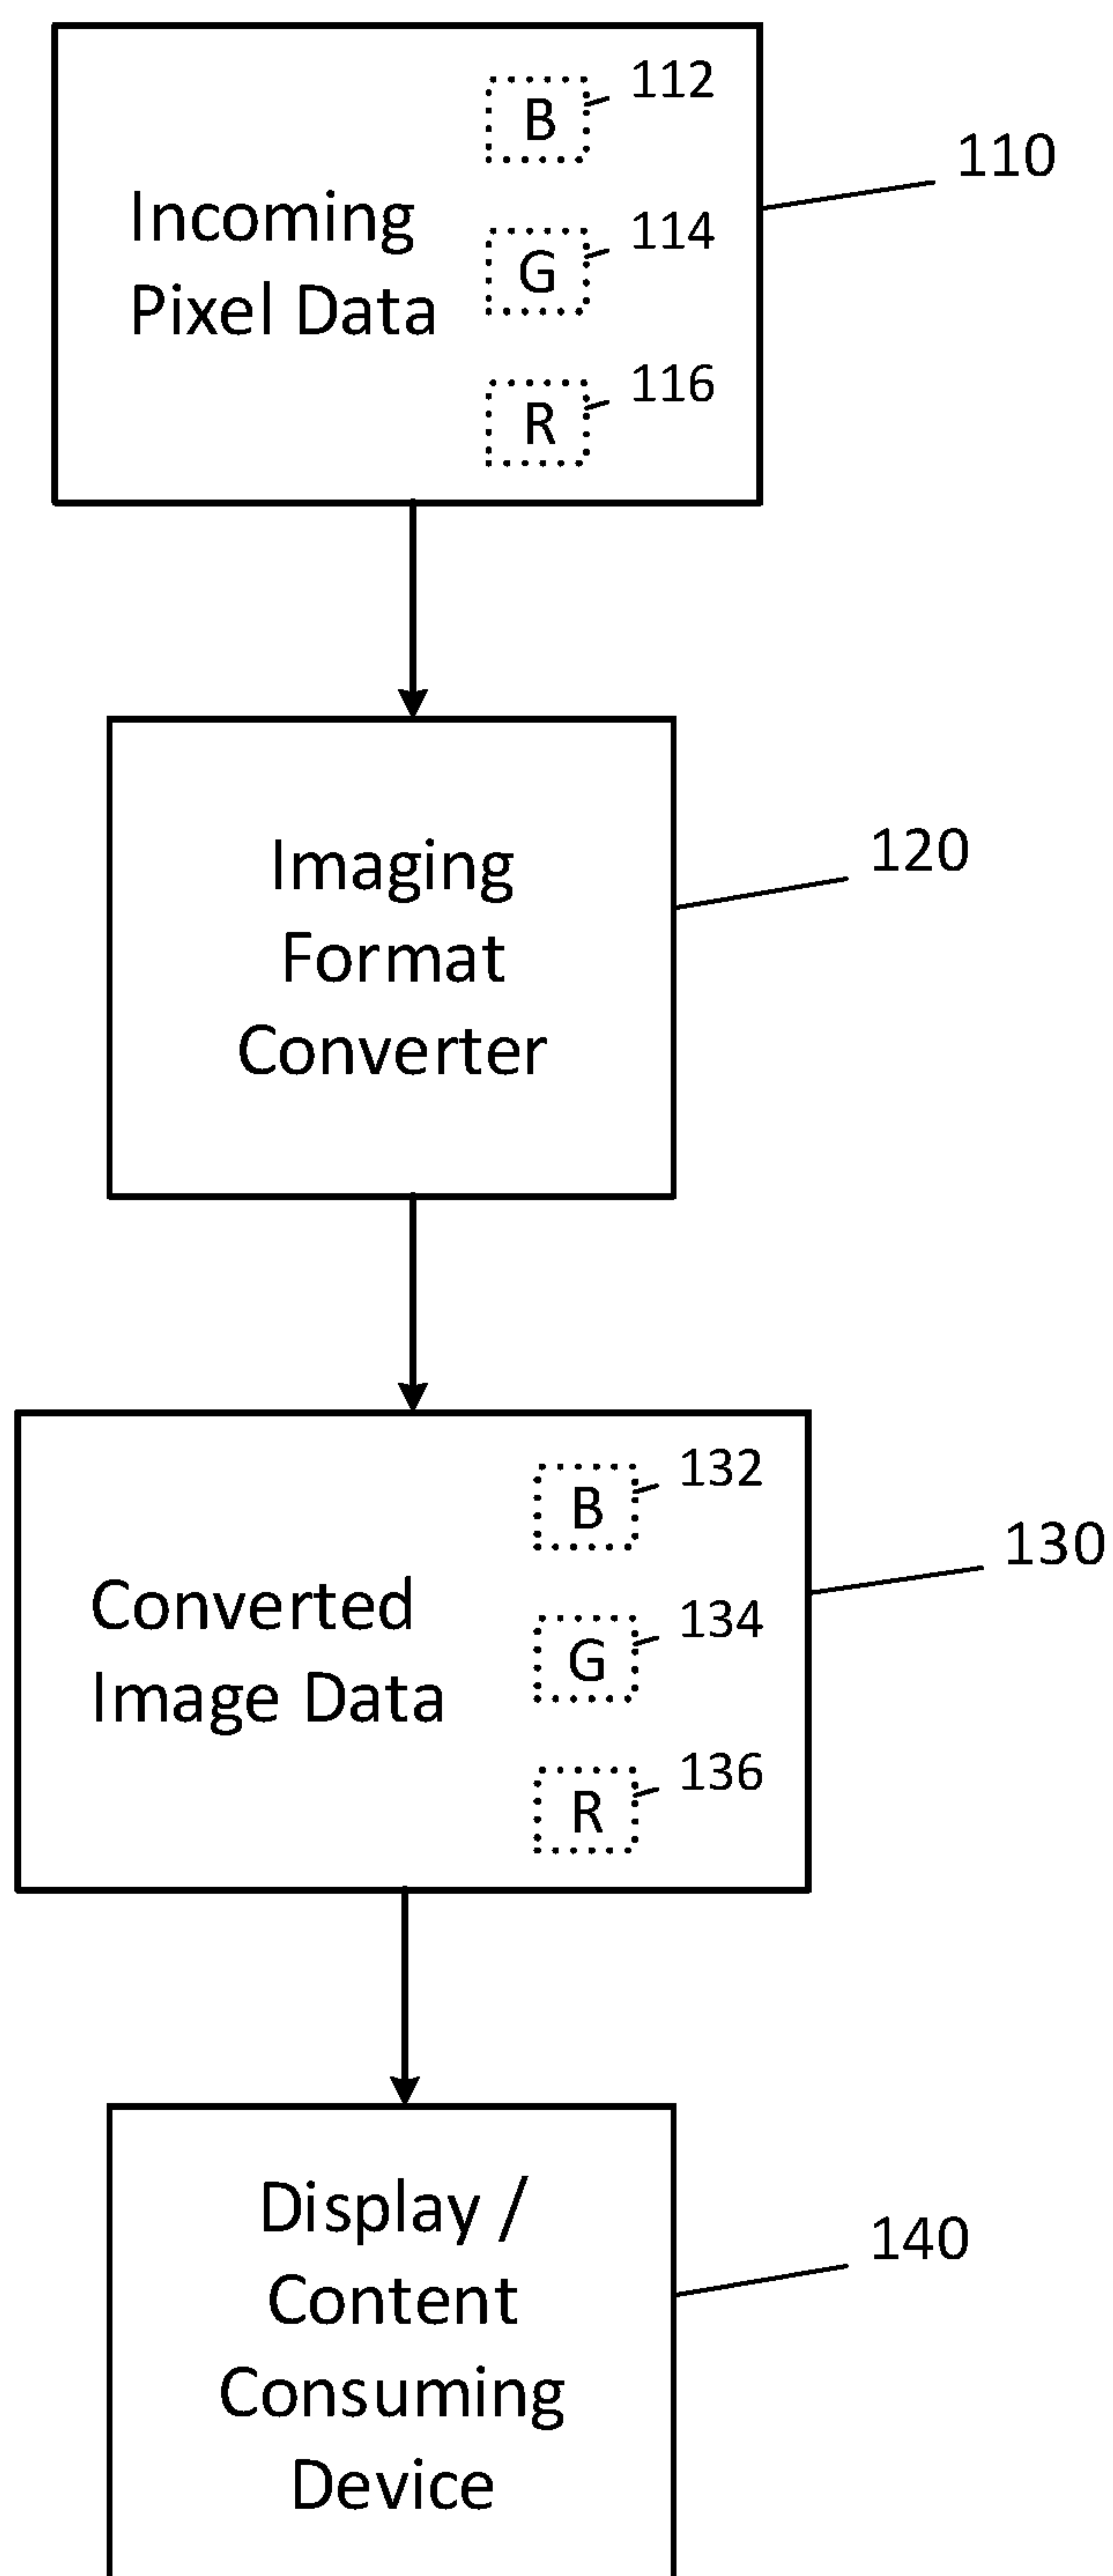 B 112
110
Incoming
G 114
Pixel Data
R 116
Imaging
120
Format
Converter
B 132
130
Converted
G 134
Image Data
R 136
Display /
140
Content
Consuming
Device